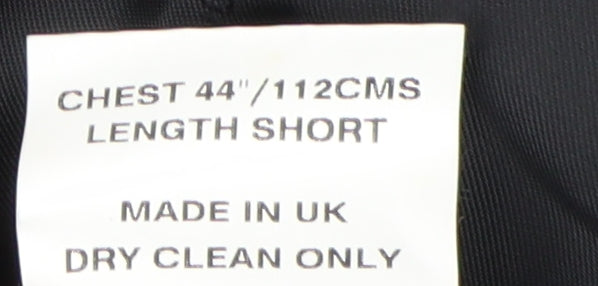 CHEST 44"/112CMS
LENGTH SHORT
MADE IN UK
DRY CLEAN ONLY